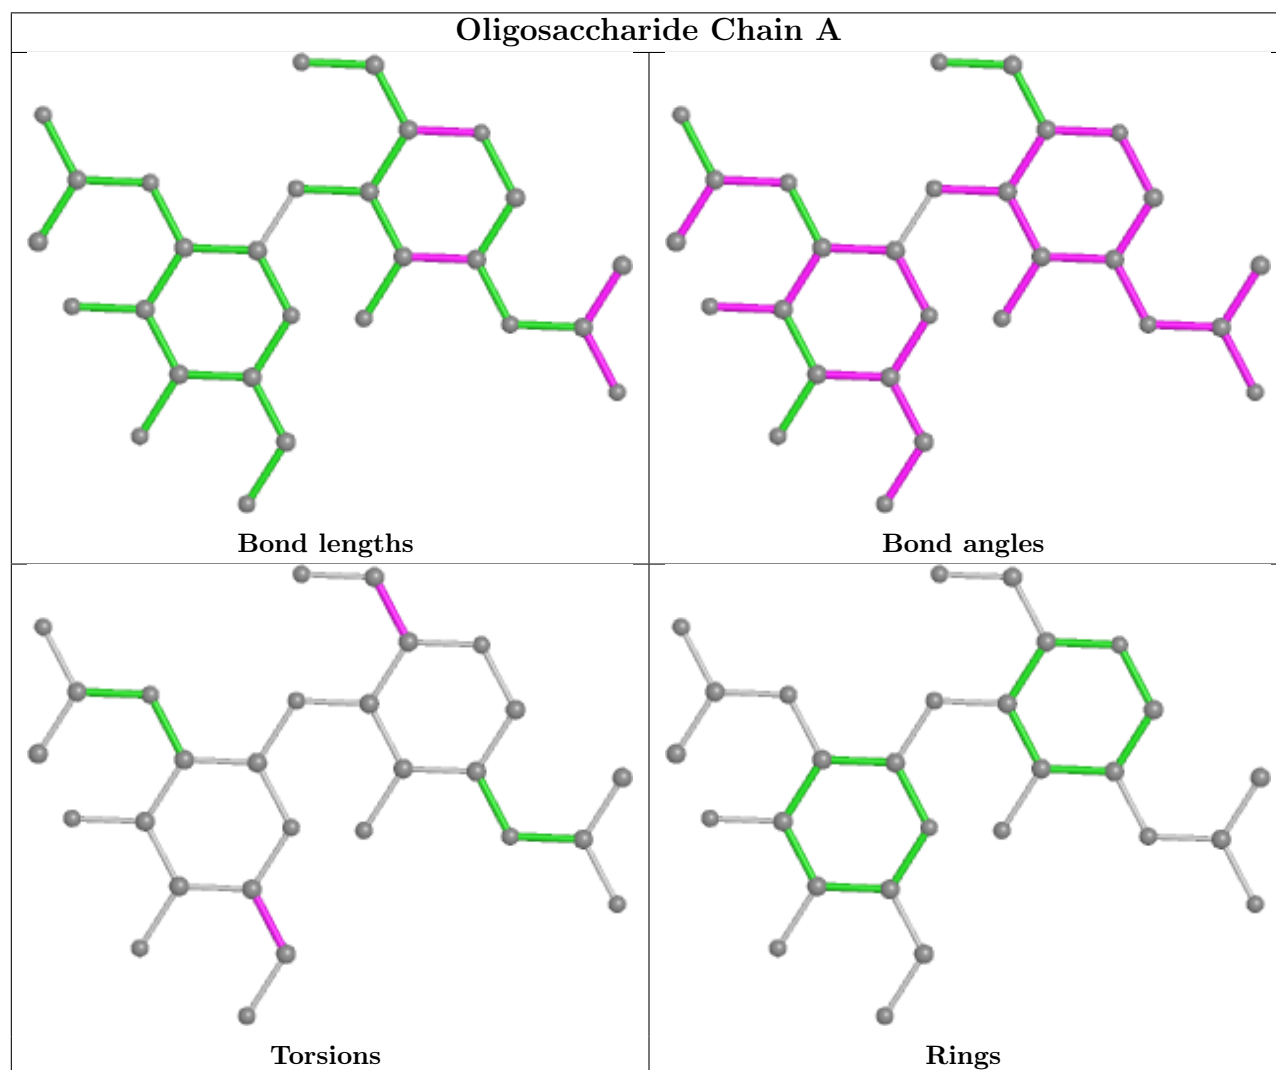 Oligosaccharide Chain A
Bond lengths
Bond angles
Torsions
Rings